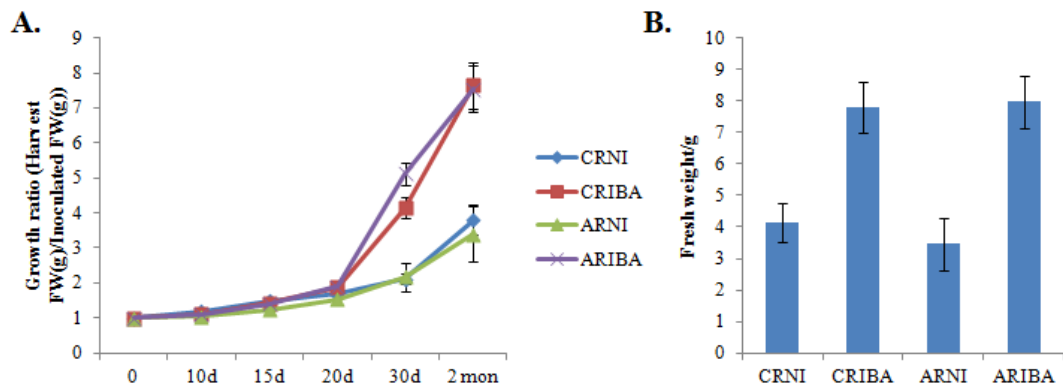 A.
Growth ratio (Harvest
FW(g)/Inoculated FW(g))
9
8
7
6
5
4
3
2
1
0
0 10d 15d 20d 30d 2 mon
CRNI
CRIBA
ARNI
ARIBA
B.
Fresh weight/g
10
9
8
7
6
5
4
3
2
1
0
CRNI CRIBA ARNI ARIBA